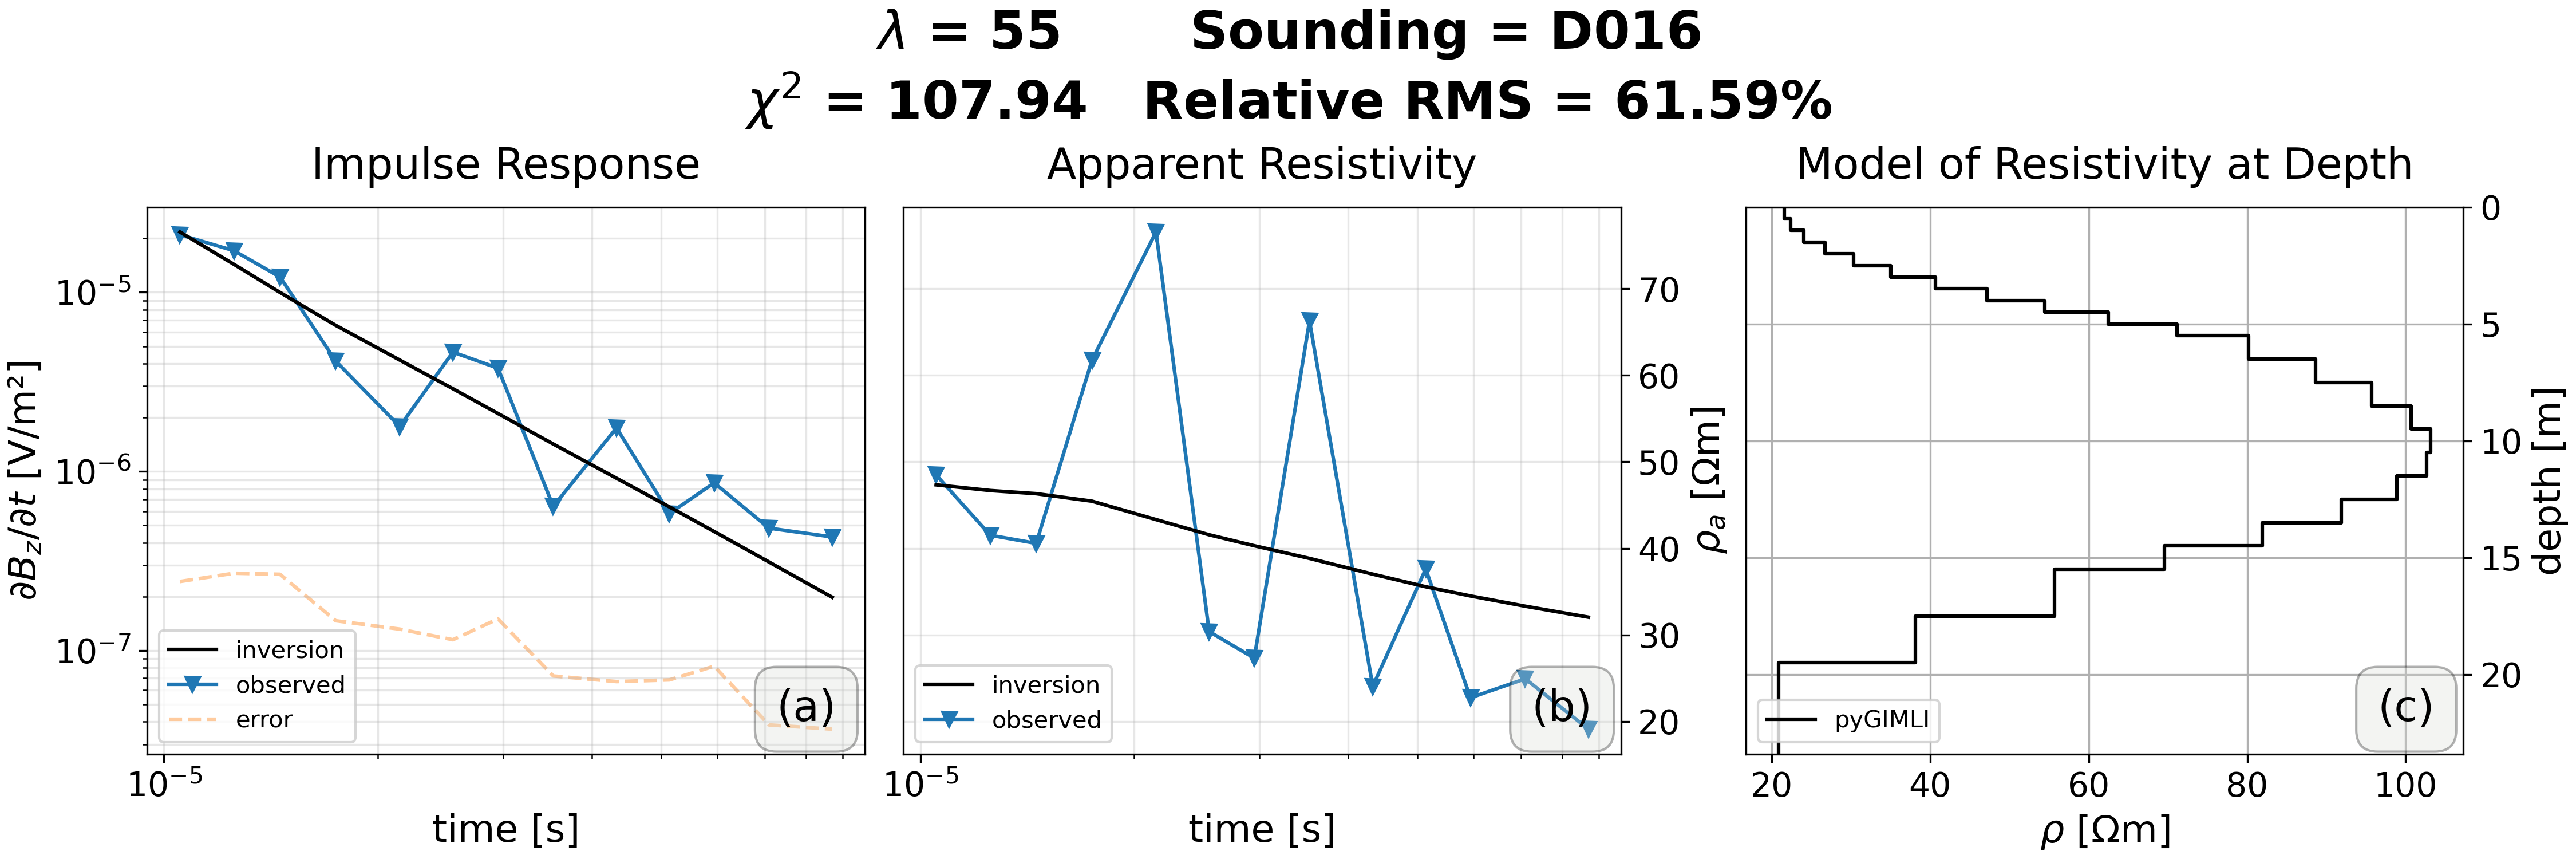 λ = 55 Sounding = D016
χ² = 107.94 Relative RMS = 61.59%
Impulse Response
Apparent Resistivity
Model of Resistivity at Depth
∂B_z/∂t [V/m²]
10⁻⁵
10⁻⁶
10⁻⁷
inversion
observed
error
(a)
10⁻⁵
time [s]
70
60
50
40
30
20
ρ_a [Ωm]
inversion
observed
(b)
10⁻⁵
time [s]
0
5
10
15
20
depth [m]
pyGIMLI
(c)
20 40 60 80 100
ρ [Ωm]